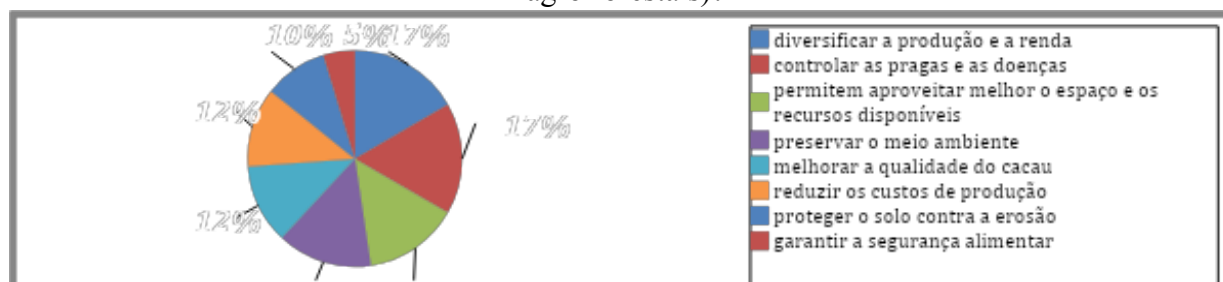 10% 5% 17%
17%
12%
12%
diversificar a produção e a renda
controlar as pragas e as doenças
permitem aproveitar melhor o espaço e os
recursos disponíveis
preservar o meio ambiente
melhorar a qualidade do cacau
reduzir os custos de produção
proteger o solo contra a erosão
garantir a segurança alimentar